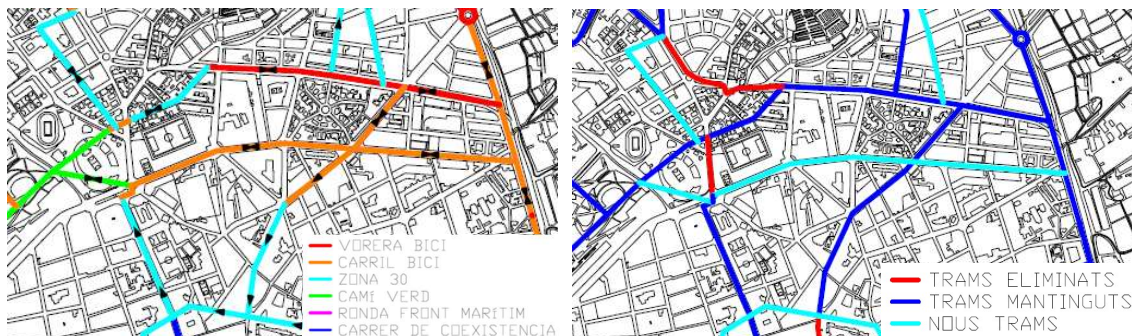 VORERA BICI
CARRIL BICI
ZONA 30
CAMÍ VERD
RONDA FRONT MARÍTIM
CARRER DE COEXISTENCIA
TRAMS ELIMINATS
TRAMS MANTINGUTS
NOUS TRAMS